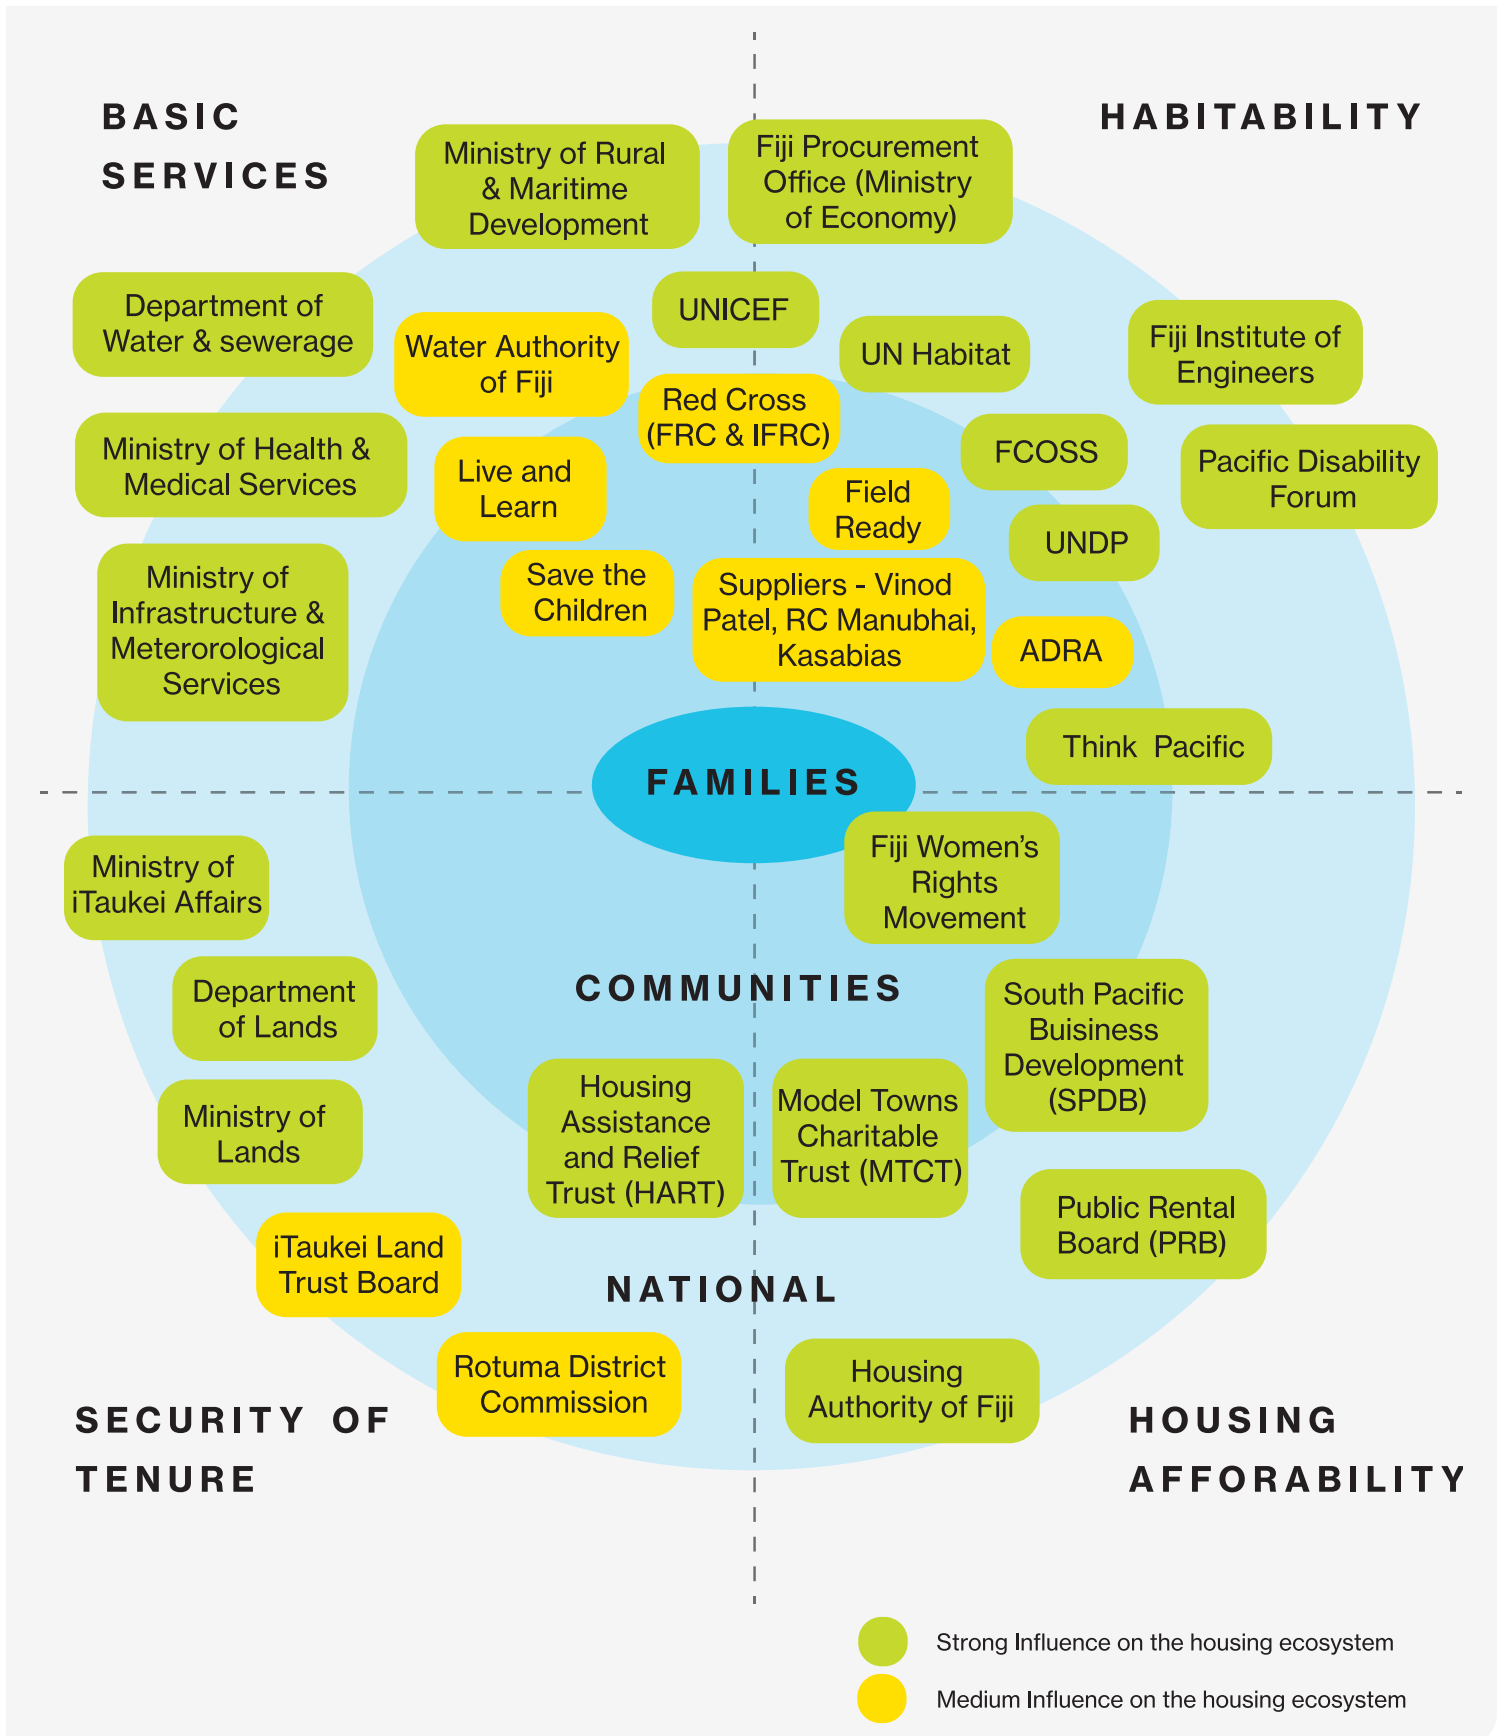 BASIC
SERVICES
HABITABILITY
Ministry of Rural
& Maritime
Development
Fiji Procurement
Office (Ministry
of Economy)
Department of
Water & sewerage
Water Authority
of Fiji
UNICEF
UN Habitat
Fiji Institute of
Engineers
Red Cross
(FRC & IFRC)
Ministry of Health &
Medical Services
Live and
Learn
Field
Ready
FCOSS
Pacific Disability
Forum
UNDP
Ministry of
Infrastructure &
Meterorological
Services
Save the
Children
Suppliers - Vinod
Patel, RC Manubhai,
Kasabias
ADRA
Think Pacific
FAMILIES
Ministry of
iTaukei Affairs
Fiji Women’s
Rights
Movement
Department
of Lands
COMMUNITIES
South Pacific
Buisiness
Development
(SPDB)
Ministry of
Lands
Housing
Assistance
and Relief
Trust (HART)
Model Towns
Charitable
Trust (MTCT)
Public Rental
Board (PRB)
iTaukei Land
Trust Board
NATIONAL
Rotuma District
Commission
Housing
Authority of Fiji
SECURITY OF
TENURE
HOUSING
AFFORABILITY
Strong Influence on the housing ecosystem
Medium Influence on the housing ecosystem